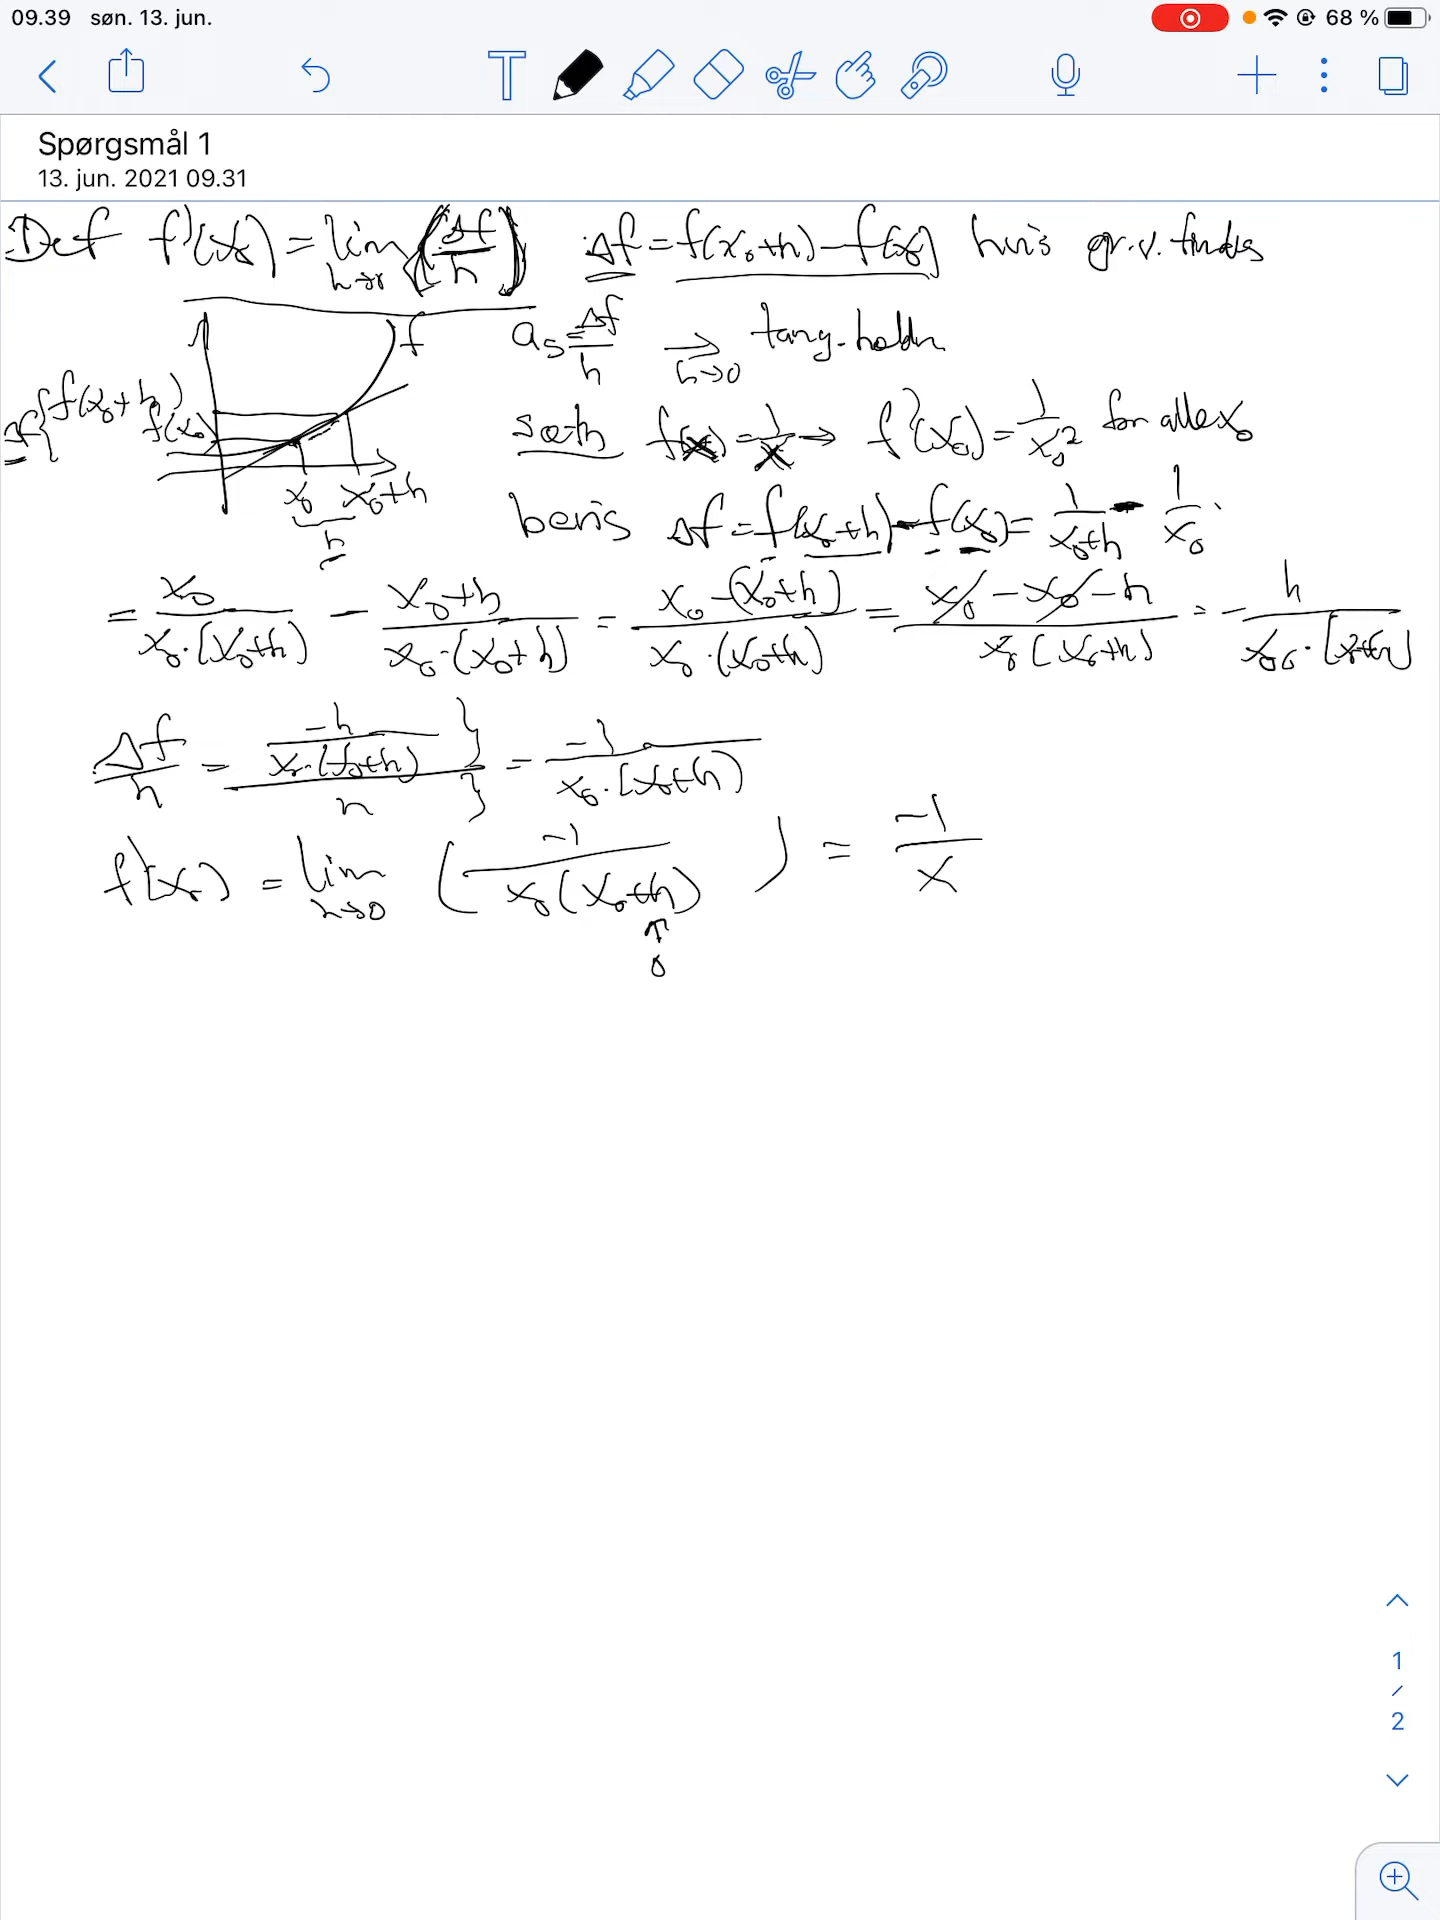 09.39 søn. 13. jun. 68 %
Spørgsmål 1
13. jun. 2021 09.31
Def f'(x₀) = lim h→0 (Δf/h) Δf = f(x₀+h) − f(x₀) hvis gr.v. findes
f aₛ = Δf/h → h→0 tang.hældn
Δf { f(x₀+h) f(x₀)
x₀ x₀+h
h
sætn f(x) = 1/x → f'(x₀) = 1/x₀² for alle x₀
bevis Δf = f(x₀+h) − f(x₀) = 1/(x₀+h) − 1/x₀
= x₀/(x₀·(x₀+h)) − (x₀+h)/(x₀·(x₀+h)) = (x₀−(x₀+h))/(x₀·(x₀+h)) = (x₀−x₀−h)/(x₀(x₀+h)) = − h/(x₀·(x₀+h))
Δf/h = (−h/(x₀·(x₀+h)))/h = −1/(x₀·(x₀+h))
f'(x₀) = lim h→0 (−1/(x₀(x₀+h))) = −1/x
↑
0
1
/
2